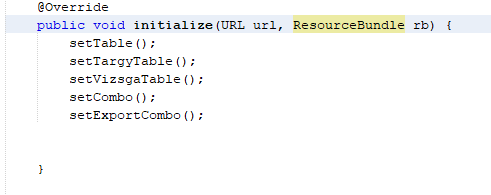 @Override
public void initialize(URL url, ResourceBundle rb) {
setTable();
setTargyTable();
setVizsgaTable();
setCombo();
setExportCombo();
}